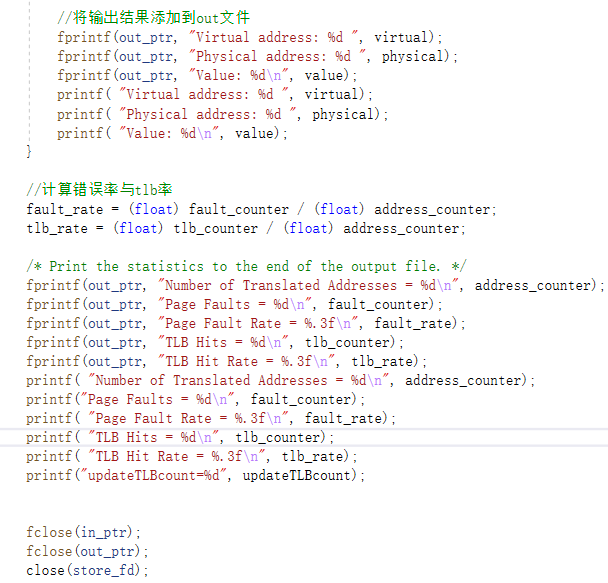 //将输出结果添加到out文件
fprintf(out_ptr, "Virtual address: %d ", virtual);
fprintf(out_ptr, "Physical address: %d ", physical);
fprintf(out_ptr, "Value: %d\n", value);
printf( "Virtual address: %d ", virtual);
printf( "Physical address: %d ", physical);
printf( "Value: %d\n", value);
}
//计算错误率与tlb率
fault_rate = (float) fault_counter / (float) address_counter;
tlb_rate = (float) tlb_counter / (float) address_counter;
/* Print the statistics to the end of the output file. */
fprintf(out_ptr, "Number of Translated Addresses = %d\n", address_counter);
fprintf(out_ptr, "Page Faults = %d\n", fault_counter);
fprintf(out_ptr, "Page Fault Rate = %.3f\n", fault_rate);
fprintf(out_ptr, "TLB Hits = %d\n", tlb_counter);
fprintf(out_ptr, "TLB Hit Rate = %.3f\n", tlb_rate);
printf( "Number of Translated Addresses = %d\n", address_counter);
printf("Page Faults = %d\n", fault_counter);
printf( "Page Fault Rate = %.3f\n", fault_rate);
printf( "TLB Hits = %d\n", tlb_counter);
printf( "TLB Hit Rate = %.3f\n", tlb_rate);
printf("updateTLBcount=%d", updateTLBcount);
fclose(in_ptr);
fclose(out_ptr);
close(store_fd);